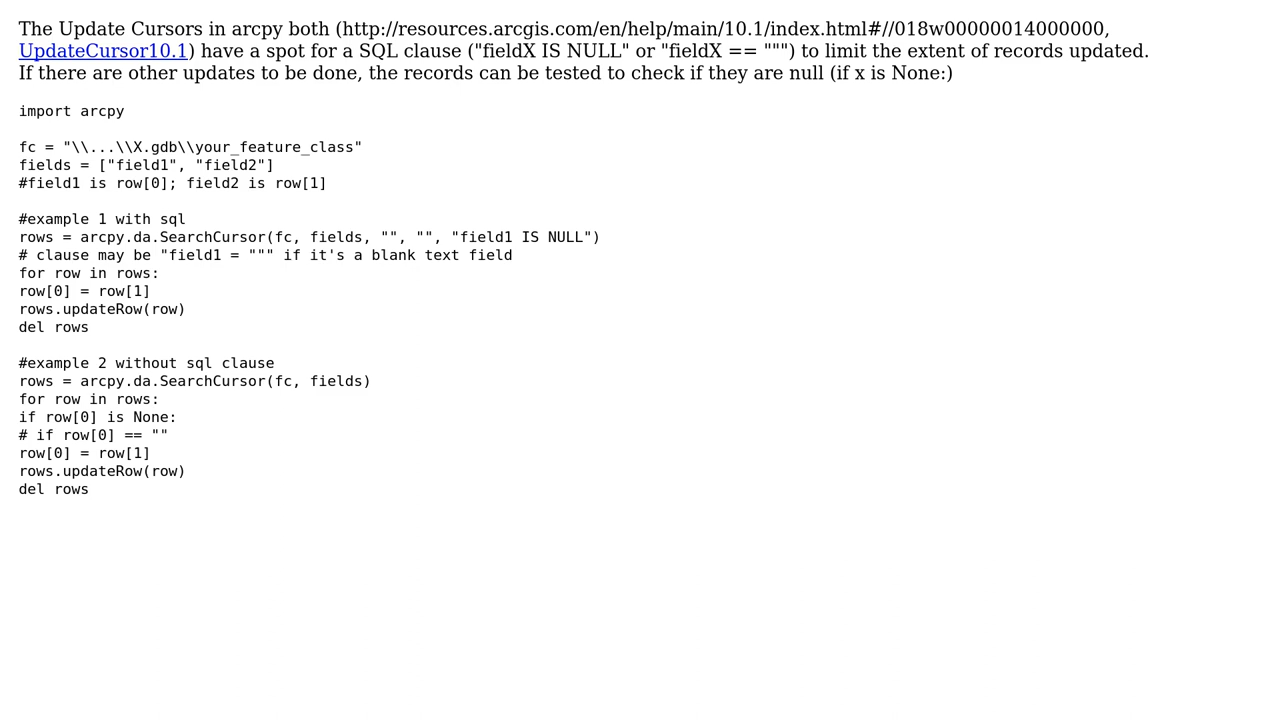 The Update Cursors in arcpy both (http://resources.arcgis.com/en/help/main/10.1/index.html#//018w00000014000000,
UpdateCursor10.1) have a spot for a SQL clause ("fieldX IS NULL" or "fieldX == """) to limit the extent of records updated.
If there are other updates to be done, the records can be tested to check if they are null (if x is None:)
import arcpy
fc = "\\...\\X.gdb\\your_feature_class"
fields = ["field1", "field2"]
#field1 is row[0]; field2 is row[1]
#example 1 with sql
rows = arcpy.da.SearchCursor(fc, fields, "", "", "field1 IS NULL")
# clause may be "field1 = """ if it's a blank text field
for row in rows:
row[0] = row[1]
rows.updateRow(row)
del rows
#example 2 without sql clause
rows = arcpy.da.SearchCursor(fc, fields)
for row in rows:
if row[0] is None:
# if row[0] == ""
row[0] = row[1]
rows.updateRow(row)
del rows